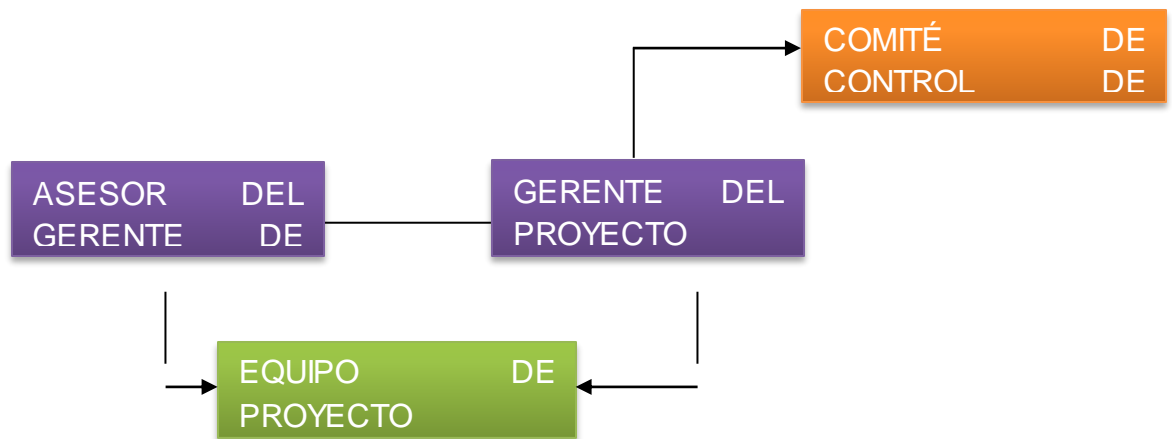 COMITÉ DE
CONTROL DE
ASESOR DEL
GERENTE DE
GERENTE DEL
PROYECTO
EQUIPO DE
PROYECTO